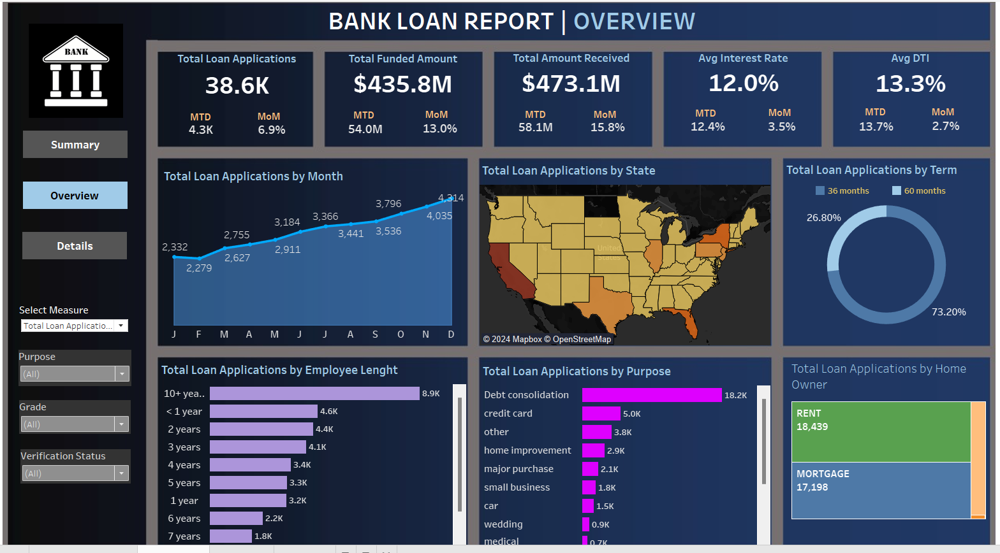 BANK LOAN REPORT | OVERVIEW
BANK
Summary
Overview
Details
Select Measure
Total Loan Applicatio...
Purpose
(All)
Grade
(All)
Verification Status
(All)
Total Loan Applications
38.6K
MTD MoM
4.3K 6.9%
Total Funded Amount
$435.8M
MTD MoM
54.0M 13.0%
Total Amount Received
$473.1M
MTD MoM
58.1M 15.8%
Avg Interest Rate
12.0%
MTD MoM
12.4% 3.5%
Avg DTI
13.3%
MTD MoM
13.7% 2.7%
Total Loan Applications by Month
2,332
2,279
2,755
2,627
3,184
2,911
3,366
3,441
3,796
3,536
4,314
4,035
J F M A M J J A S O N D
Total Loan Applications by State
United
States
© 2024 Mapbox © OpenStreetMap
Total Loan Applications by Term
36 months 60 months
26.80%
73.20%
Total Loan Applications by Employee Lenght
10+ yea.. 8.9K
< 1 year 4.6K
2 years 4.4K
3 years 4.1K
4 years 3.4K
5 years 3.3K
1 year 3.2K
6 years 2.2K
7 years 1.8K
Total Loan Applications by Purpose
Debt consolidation 18.2K
credit card 5.0K
other 3.8K
home improvement 2.9K
major purchase 2.1K
small business 1.8K
car 1.5K
wedding 0.9K
medical 0.7K
Total Loan Applications by Home
Owner
RENT
18,439
MORTGAGE
17,198